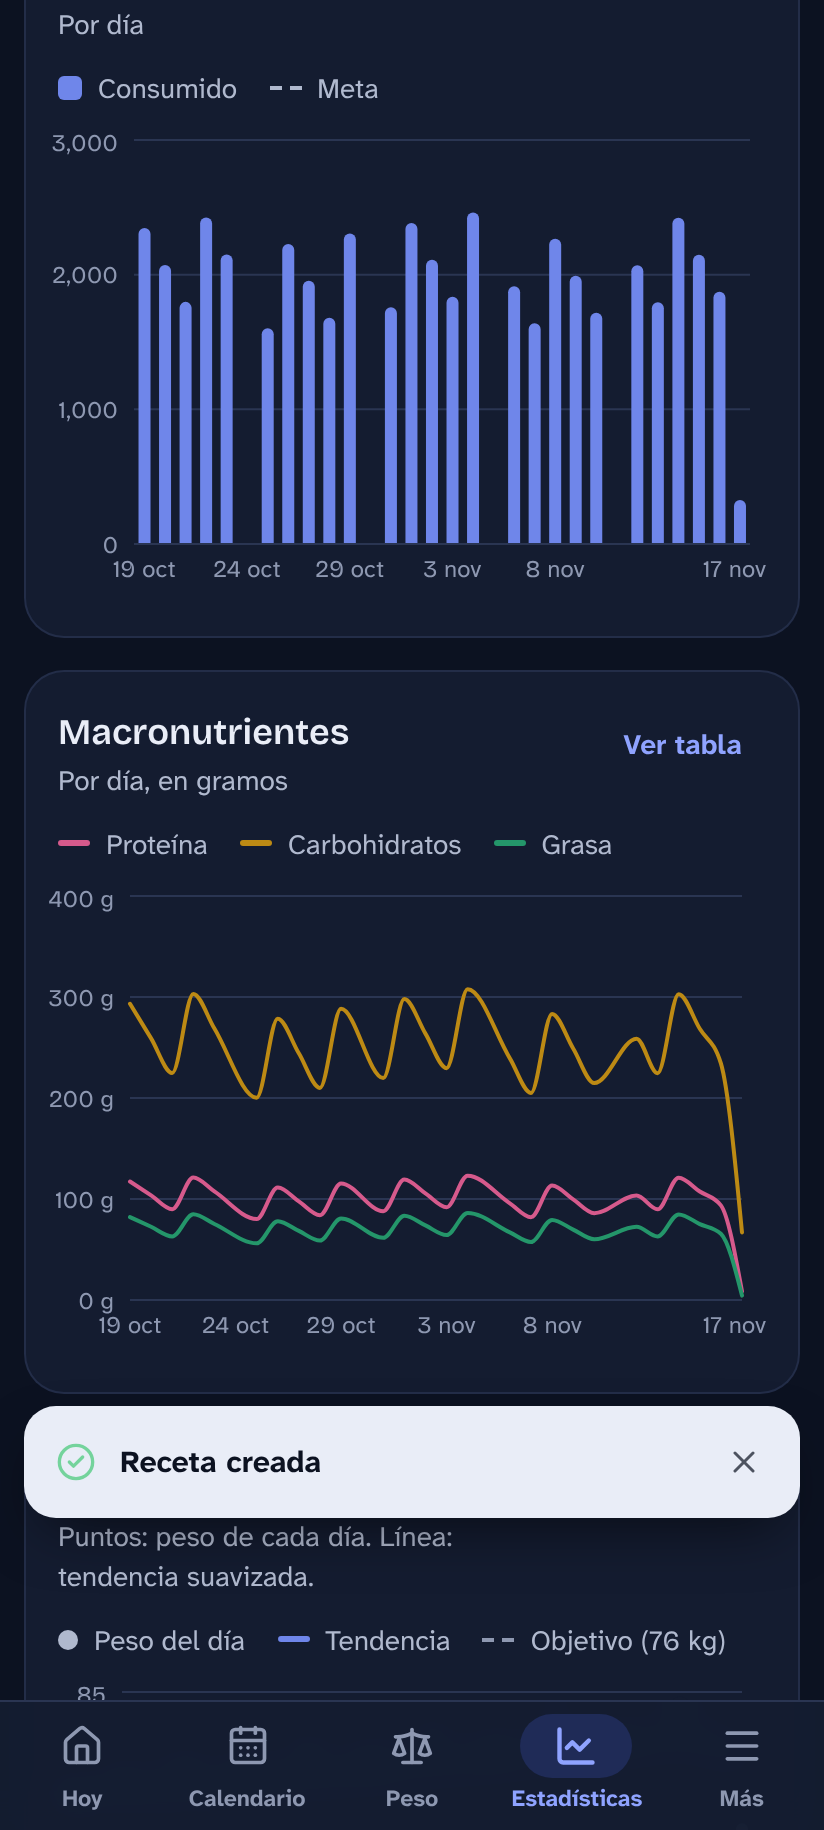 Por día
Consumido Meta
3,000
2,000
1,000
0
19 oct 24 oct 29 oct 3 nov 8 nov 17 nov
Macronutrientes
Ver tabla
Por día, en gramos
Proteína Carbohidratos Grasa
400 g
300 g
200 g
100 g
0 g
19 oct 24 oct 29 oct 3 nov 8 nov 17 nov
Receta creada
Puntos: peso de cada día. Línea:
tendencia suavizada.
Peso del día Tendencia Objetivo (76 kg)
85
Hoy Calendario Peso Estadísticas Más